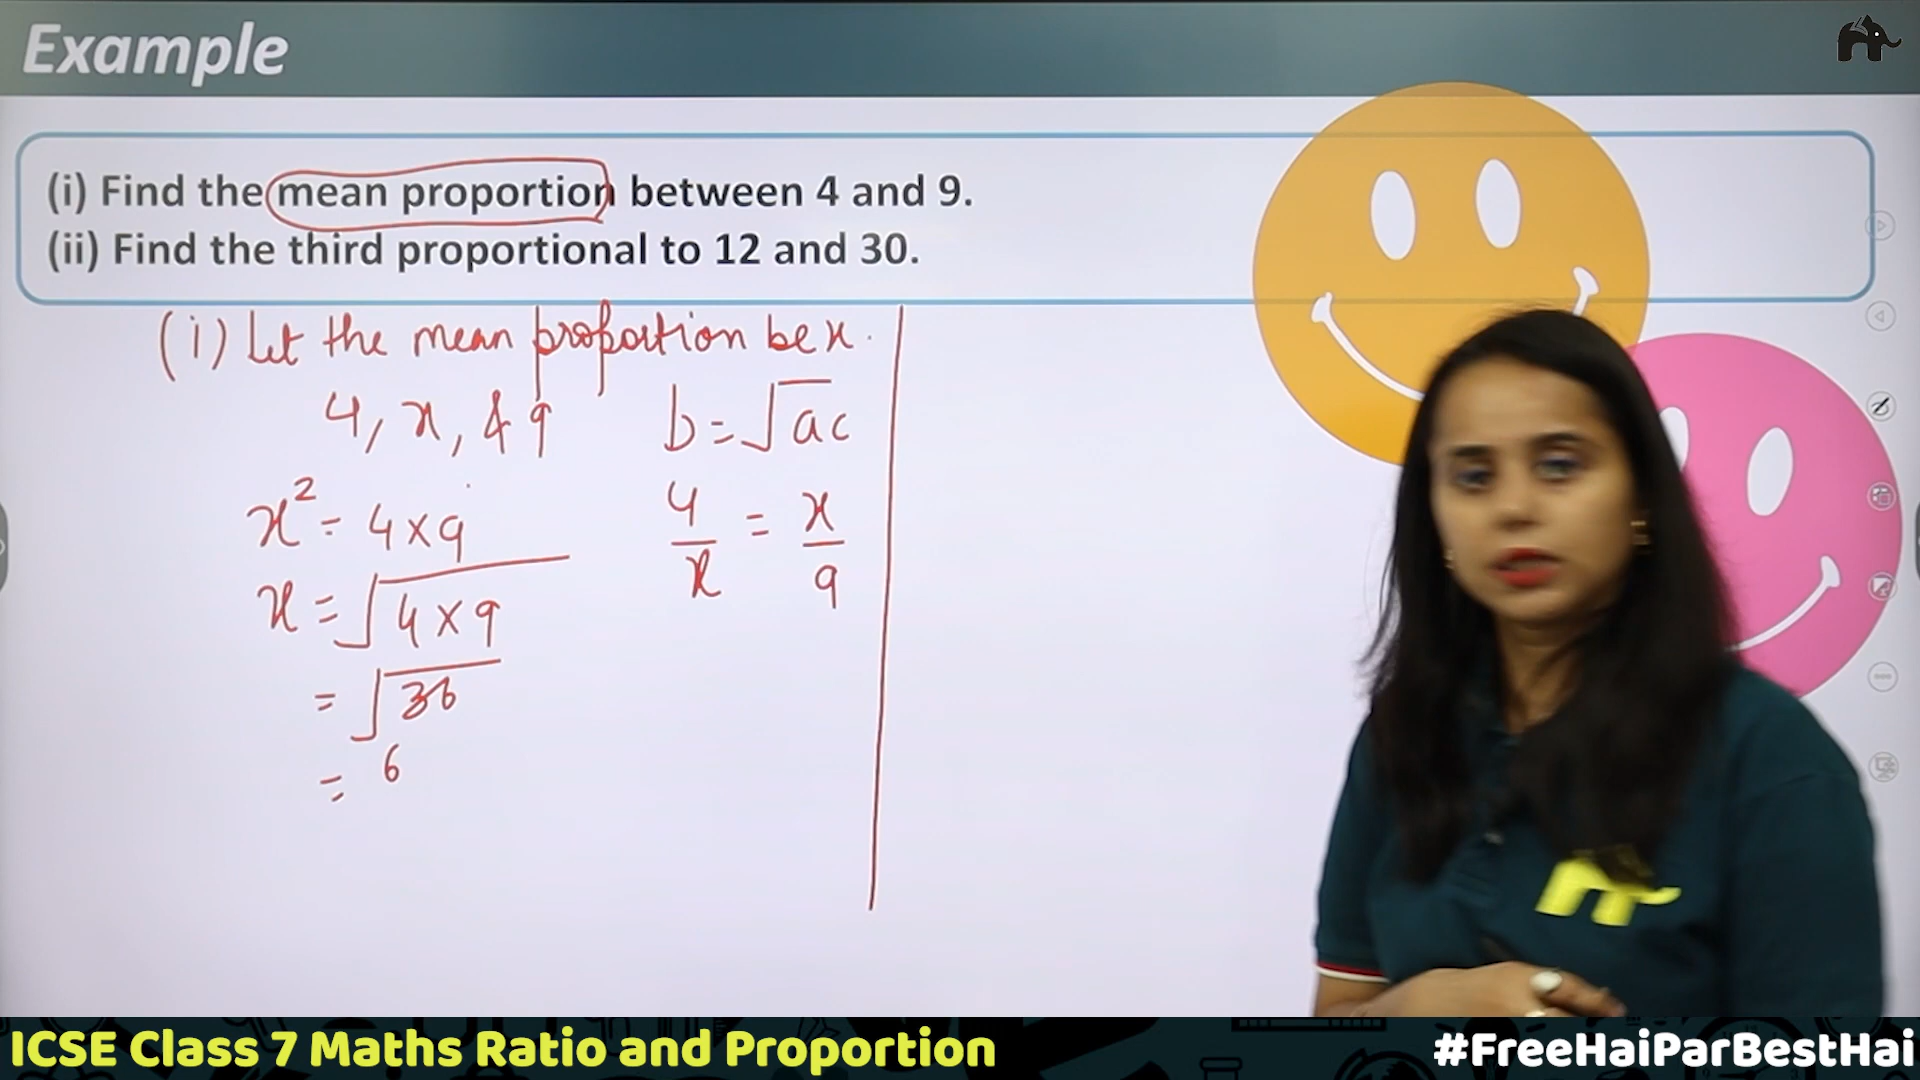 Example
(i) Find the mean proportion between 4 and 9.
(ii) Find the third proportional to 12 and 30.
(i) Let the mean proportion be x.
4, x, & 9
b = √ac
x² = 4 × 9
4/x = x/9
x = √4 × 9
= √36
= 6
ICSE Class 7 Maths Ratio and Proportion
#FreeHaiParBestHai